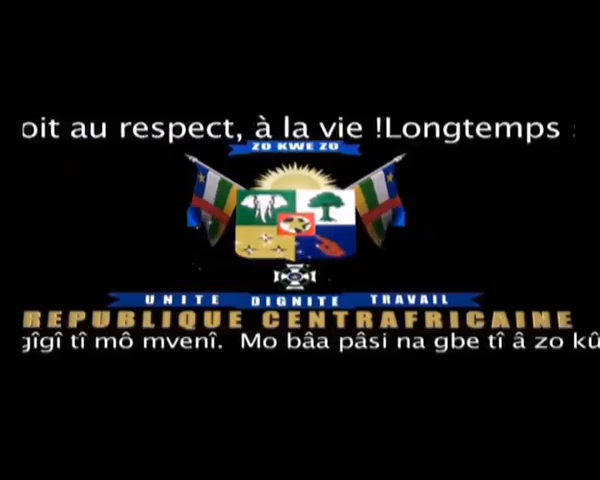 oit au respect, à la vie !Longtemps
ZO KWE ZO
UNITE DIGNITE TRAVAIL
REPUBLIQUE CENTRAFRICAINE
gîgî tî mô mvenî. Mo bâa pâsi na gbe tî â zo kû